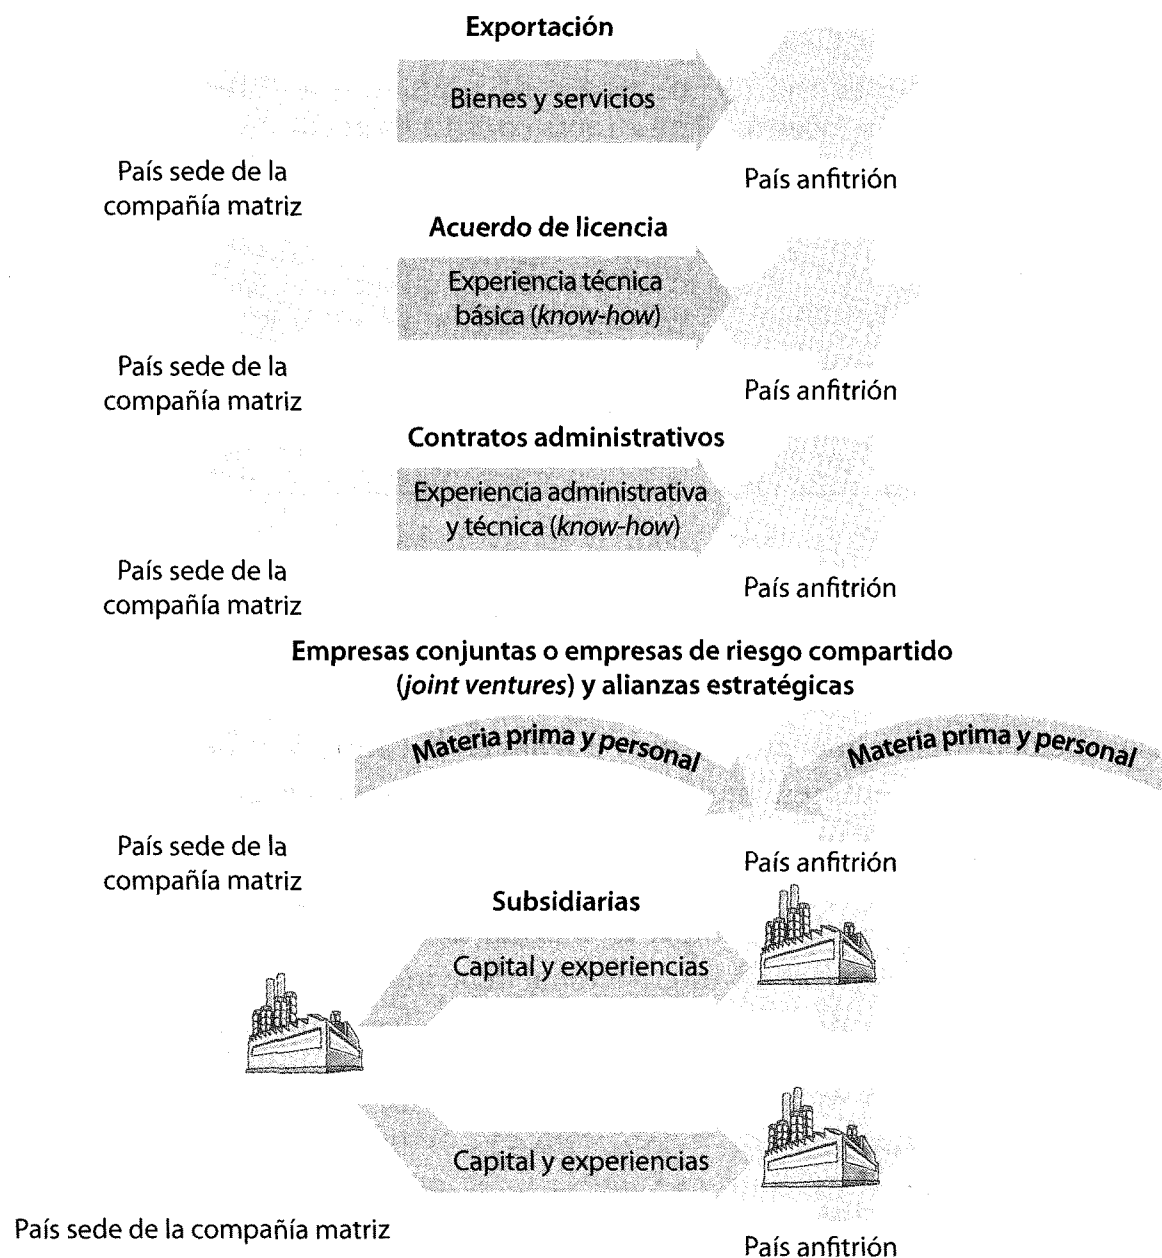 Exportación
Bienes y servicios
País sede de la
compañía matriz
País anfitrión
Acuerdo de licencia
Experiencia técnica
básica (know-how)
País sede de la
compañía matriz
País anfitrión
Contratos administrativos
Experiencia administrativa
y técnica (know-how)
País sede de la
compañía matriz
País anfitrión
Empresas conjuntas o empresas de riesgo compartido
(joint ventures) y alianzas estratégicas
Materia prima y personal
Materia prima y personal
País sede de la
compañía matriz
País anfitrión
Subsidiarias
Capital y experiencias
Capital y experiencias
País sede de la compañía matriz
País anfitrión